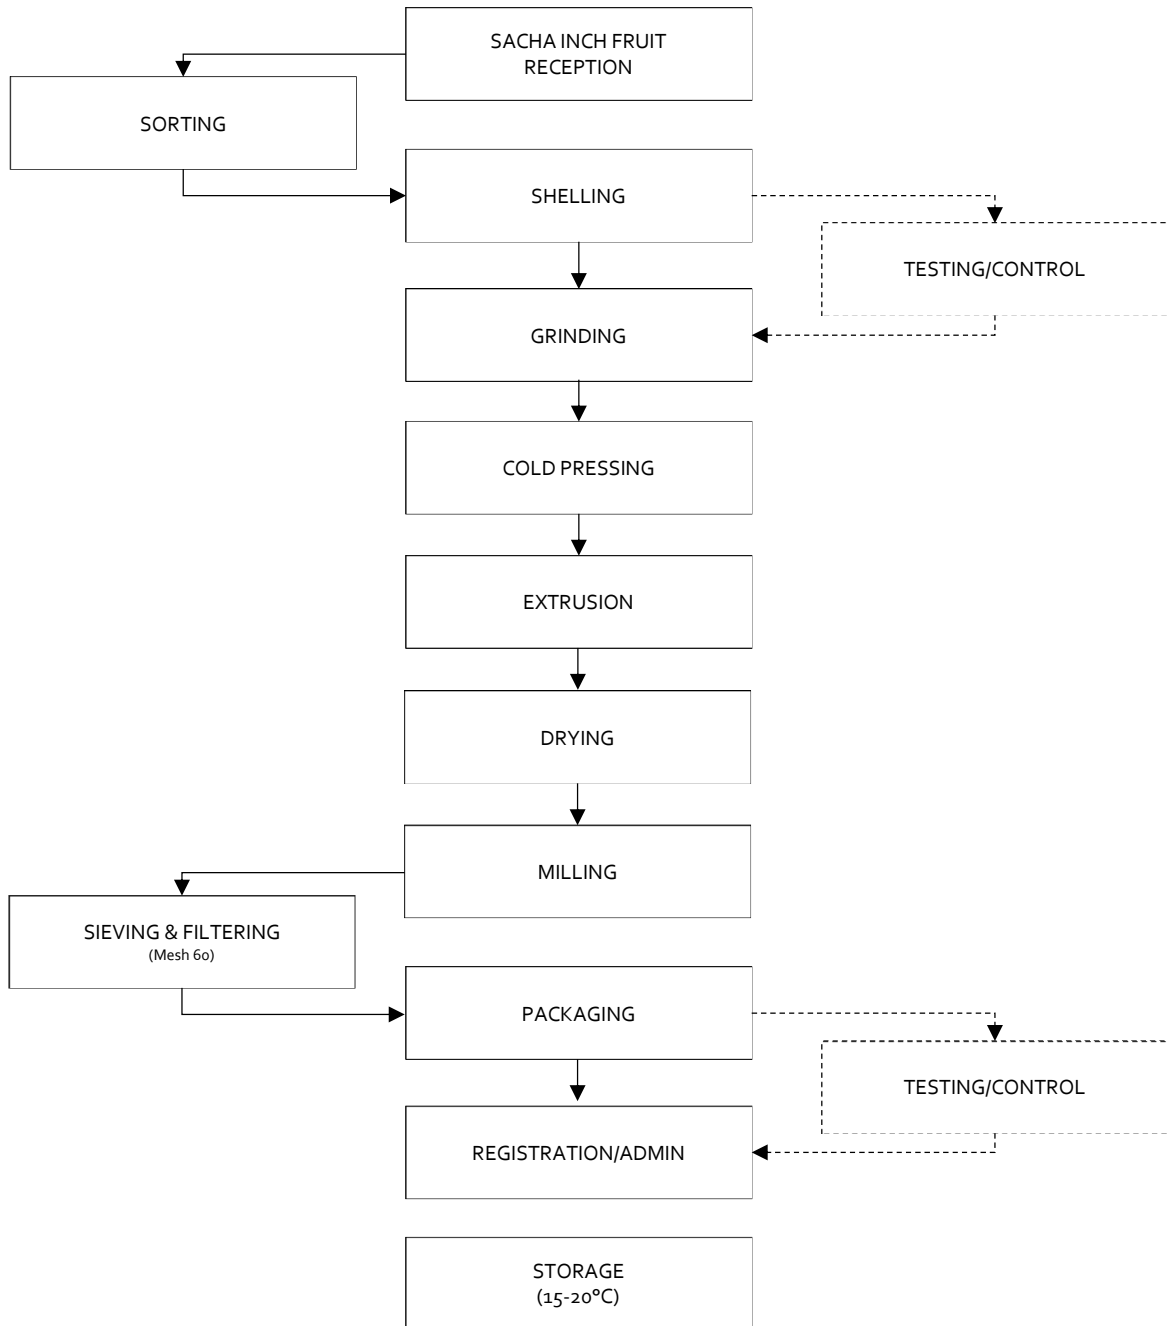 SACHA INCH FRUIT
RECEPTION
SORTING
SHELLING
TESTING/CONTROL
GRINDING
COLD PRESSING
EXTRUSION
DRYING
MILLING
SIEVING & FILTERING
(Mesh 60)
PACKAGING
TESTING/CONTROL
REGISTRATION/ADMIN
STORAGE
(15-20°C)